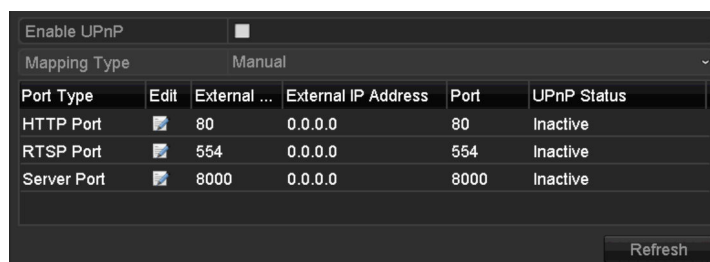 Enable UPnP
Mapping Type Manual
Port Type Edit External ... External IP Address Port UPnP Status
HTTP Port 80 0.0.0.0 80 Inactive
RTSP Port 554 0.0.0.0 554 Inactive
Server Port 8000 0.0.0.0 8000 Inactive
Refresh